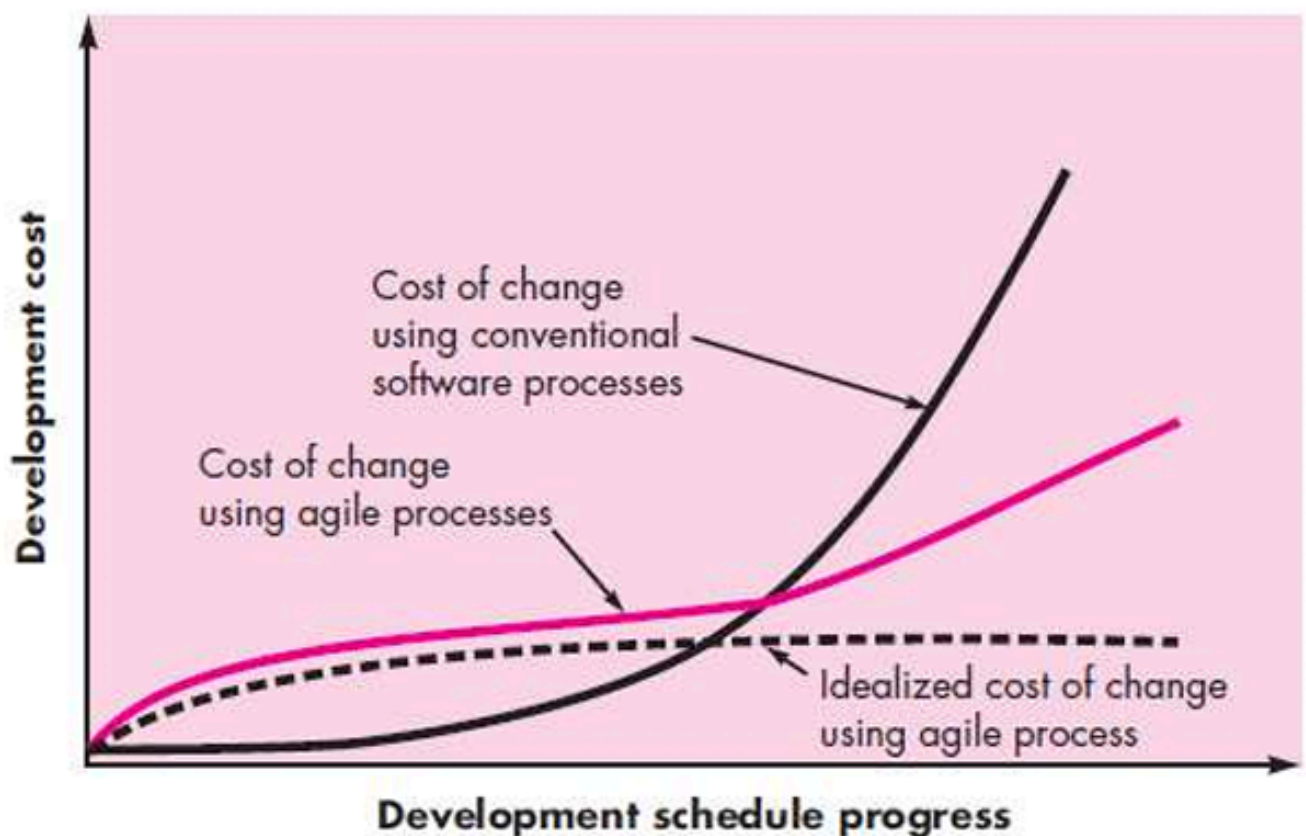 Development cost
Cost of change
using conventional
software processes
Cost of change
using agile processes
Idealized cost of change
using agile process
Development schedule progress